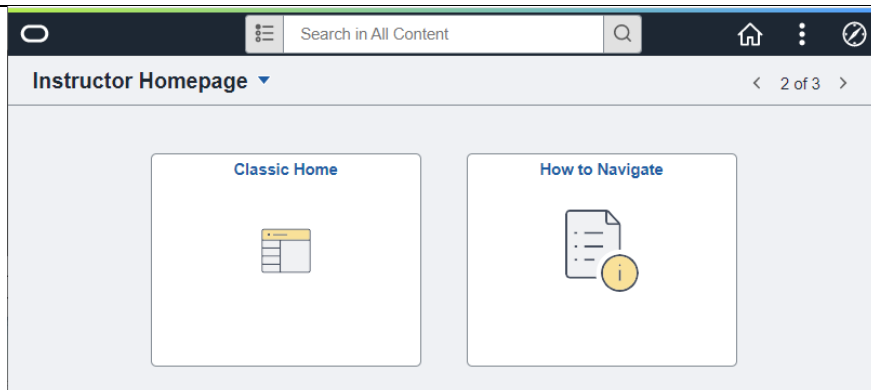 Search in All Content
Instructor Homepage
2 of 3
Classic Home
How to Navigate
i